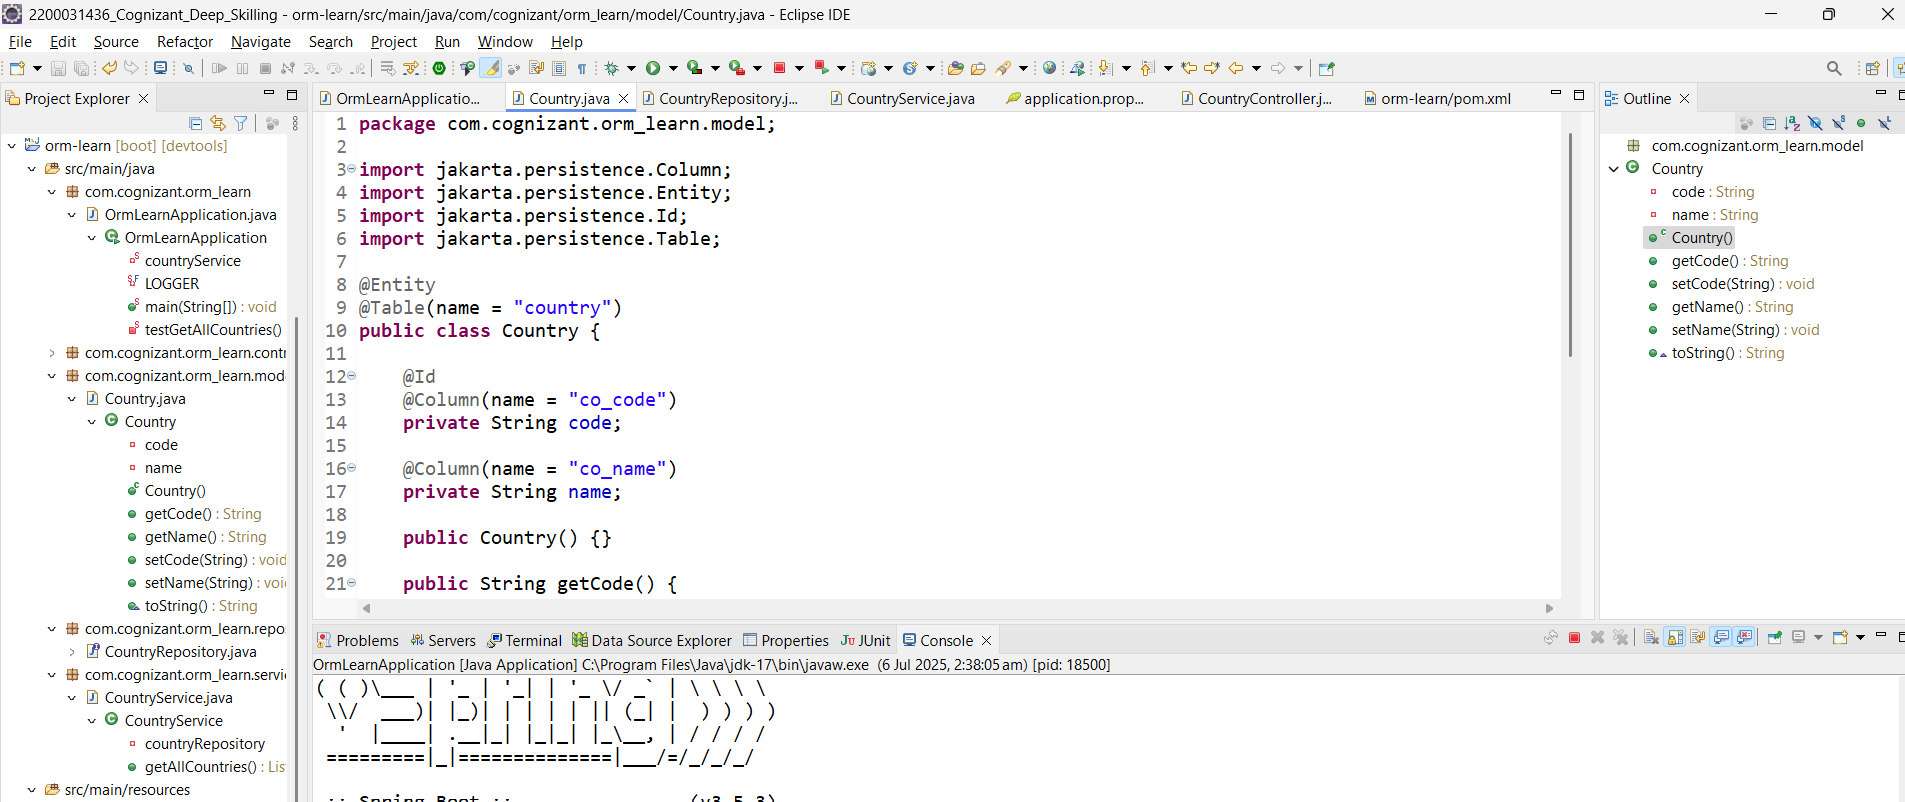 2200031436_Cognizant_Deep_Skilling - orm-learn/src/main/java/com/cognizant/orm_learn/model/Country.java - Eclipse IDE
File Edit Source Refactor Navigate Search Project Run Window Help
Project Explorer
orm-learn [boot] [devtools]
src/main/java
com.cognizant.orm_learn
OrmLearnApplication.java
OrmLearnApplication
countryService
LOGGER
main(String[]) : void
testGetAllCountries()
com.cognizant.orm_learn.contr
com.cognizant.orm_learn.mod
Country.java
Country
code
name
Country()
getCode() : String
getName() : String
setCode(String) : void
setName(String) : voi
toString() : String
com.cognizant.orm_learn.repo
CountryRepository.java
com.cognizant.orm_learn.servi
CountryService.java
CountryService
countryRepository
getAllCountries() : Lis
src/main/resources
OrmLearnApplicatio... Country.java CountryRepository.j... CountryService.java application.prop... CountryController.j... orm-learn/pom.xml
1 package com.cognizant.orm_learn.model;
2
3 import jakarta.persistence.Column;
4 import jakarta.persistence.Entity;
5 import jakarta.persistence.Id;
6 import jakarta.persistence.Table;
7
8 @Entity
9 @Table(name = "country")
10 public class Country {
11
12 @Id
13 @Column(name = "co_code")
14 private String code;
15
16 @Column(name = "co_name")
17 private String name;
18
19 public Country() {}
20
21 public String getCode() {
Outline
com.cognizant.orm_learn.model
Country
code : String
name : String
Country()
getCode() : String
setCode(String) : void
getName() : String
setName(String) : void
toString() : String
Problems Servers Terminal Data Source Explorer Properties JUnit Console
OrmLearnApplication [Java Application] C:\Program Files\Java\jdk-17\bin\javaw.exe (6 Jul 2025, 2:38:05 am) [pid: 18500]
( ( )\___ | '_ | '_| | '_ \/ _` | \ \ \ \
\\/ ___)| |_)| | | | | || (_| | ) ) ) )
' |____| .__|_| |_|_| |_\__, | / / / /
=========|_|==============|___/=/_/_/_/
:: Spring Boot :: (v3.5.3)